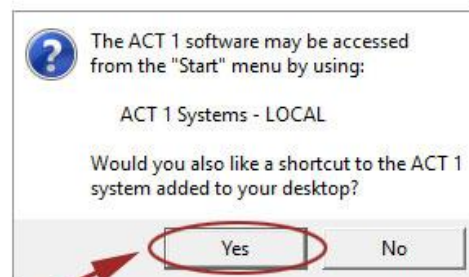 The ACT 1 software may be accessed
from the "Start" menu by using:
ACT 1 Systems - LOCAL
Would you also like a shortcut to the ACT 1
system added to your desktop?
Yes No